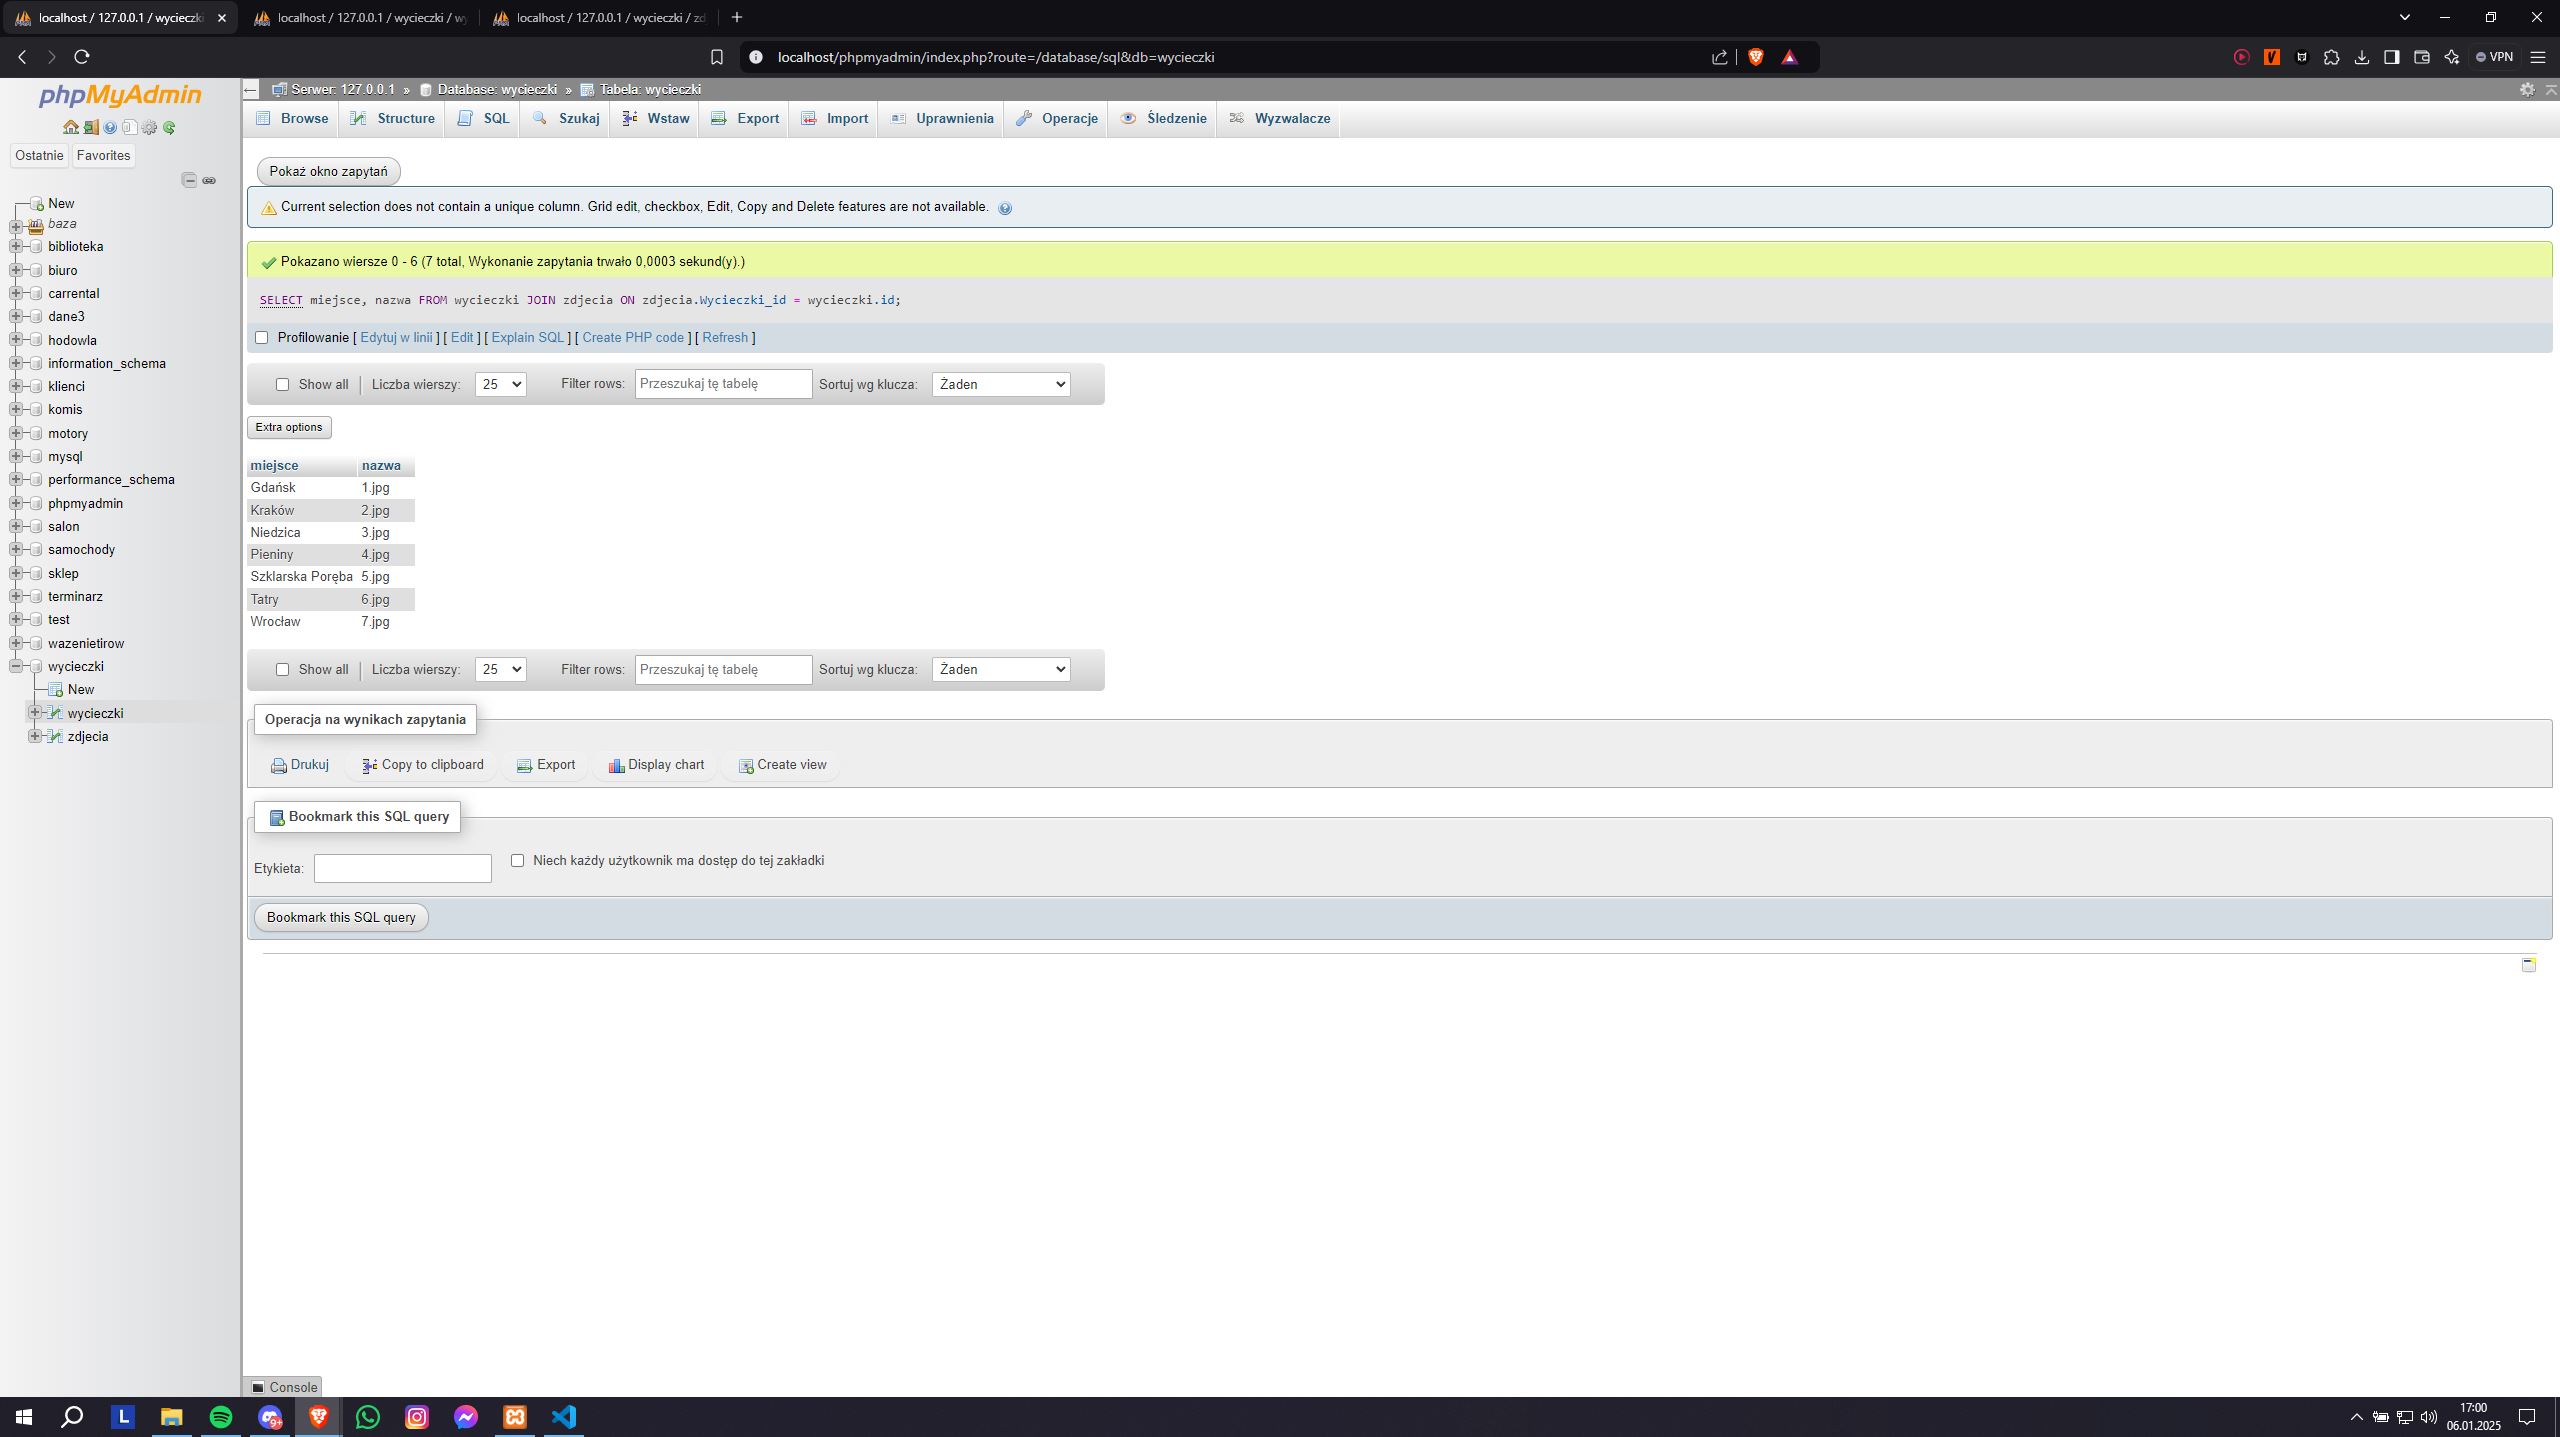 localhost / 127.0.0.1 / wycieczki
localhost / 127.0.0.1 / wycieczki / wy
localhost / 127.0.0.1 / wycieczki / zd
localhost/phpmyadmin/index.php?route=/database/sql&db=wycieczki
VPN
phpMyAdmin
Ostatnie Favorites
New
baza
biblioteka
biuro
carrental
dane3
hodowla
information_schema
klienci
komis
motory
mysql
performance_schema
phpmyadmin
salon
samochody
sklep
terminarz
test
wazenietirow
wycieczki
New
wycieczki
zdjecia
Serwer: 127.0.0.1 » Database: wycieczki » Tabela: wycieczki
Browse Structure SQL Szukaj Wstaw Export Import Uprawnienia Operacje Śledzenie Wyzwalacze
Pokaż okno zapytań
Current selection does not contain a unique column. Grid edit, checkbox, Edit, Copy and Delete features are not available.
Pokazano wiersze 0 - 6 (7 total, Wykonanie zapytania trwało 0,0003 sekund(y).)
SELECT miejsce, nazwa FROM wycieczki JOIN zdjecia ON zdjecia.Wycieczki_id = wycieczki.id;
Profilowanie [ Edytuj w linii ] [ Edit ] [ Explain SQL ] [ Create PHP code ] [ Refresh ]
Show all Liczba wierszy: 25 Filter rows: Przeszukaj tę tabelę Sortuj wg klucza: Żaden
Extra options
miejsce nazwa
Gdańsk 1.jpg
Kraków 2.jpg
Niedzica 3.jpg
Pieniny 4.jpg
Szklarska Poręba 5.jpg
Tatry 6.jpg
Wrocław 7.jpg
Show all Liczba wierszy: 25 Filter rows: Przeszukaj tę tabelę Sortuj wg klucza: Żaden
Operacja na wynikach zapytania
Drukuj Copy to clipboard Export Display chart Create view
Bookmark this SQL query
Etykieta: Niech każdy użytkownik ma dostęp do tej zakładki
Bookmark this SQL query
Console
L
9+
17:00
06.01.2025